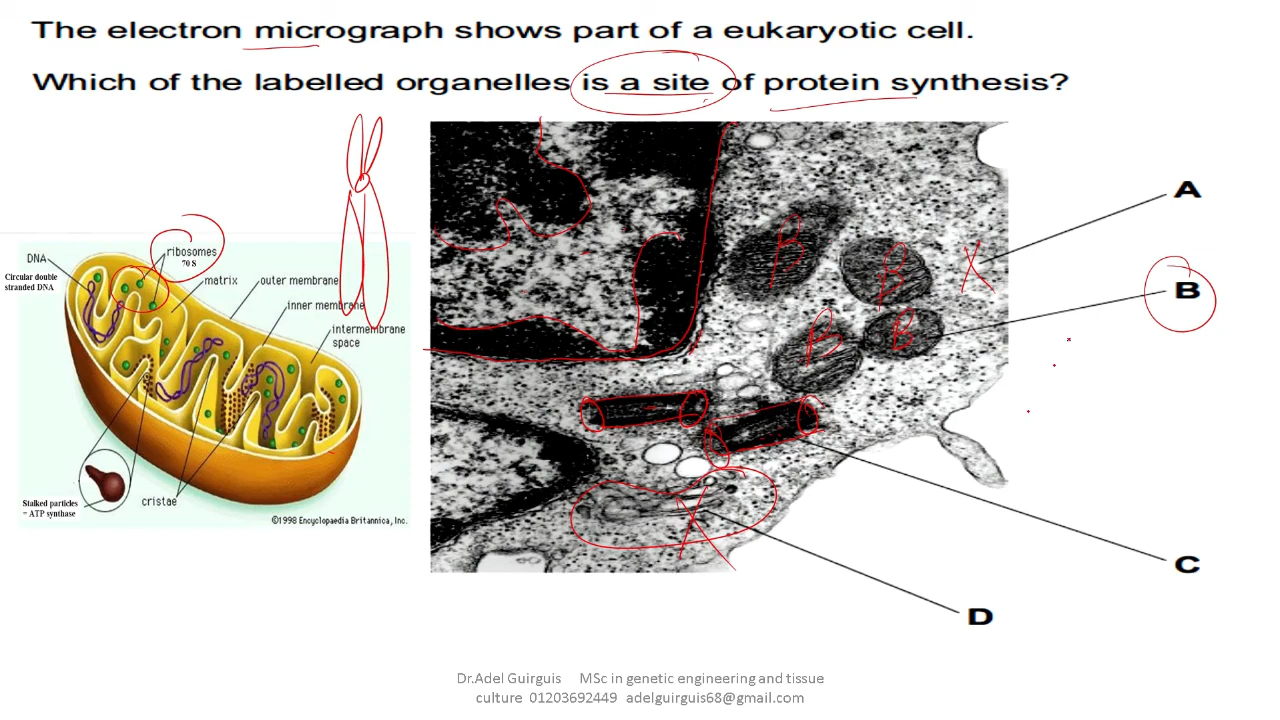 The electron micrograph shows part of a eukaryotic cell.
Which of the labelled organelles is a site of protein synthesis?
DNA
Circular double
stranded DNA
ribosomes
70 S
matrix
outer membrane
inner membrane
intermembrane
space
Stalked particles
= ATP synthase
cristae
©1998 Encyclopaedia Britannica, Inc.
B
B
B
B
X
X
A
B
C
D
Dr.Adel Guirguis MSc in genetic engineering and tissue
culture 01203692449 adelguirguis68@gmail.com